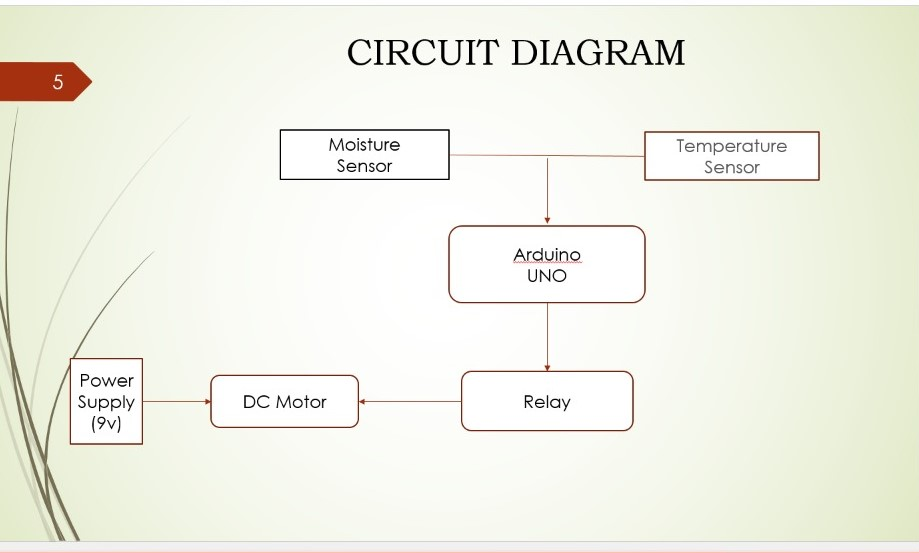 CIRCUIT DIAGRAM
5
Moisture
Sensor
Temperature
Sensor
Arduino
UNO
Power
Supply
(9v)
DC Motor
Relay